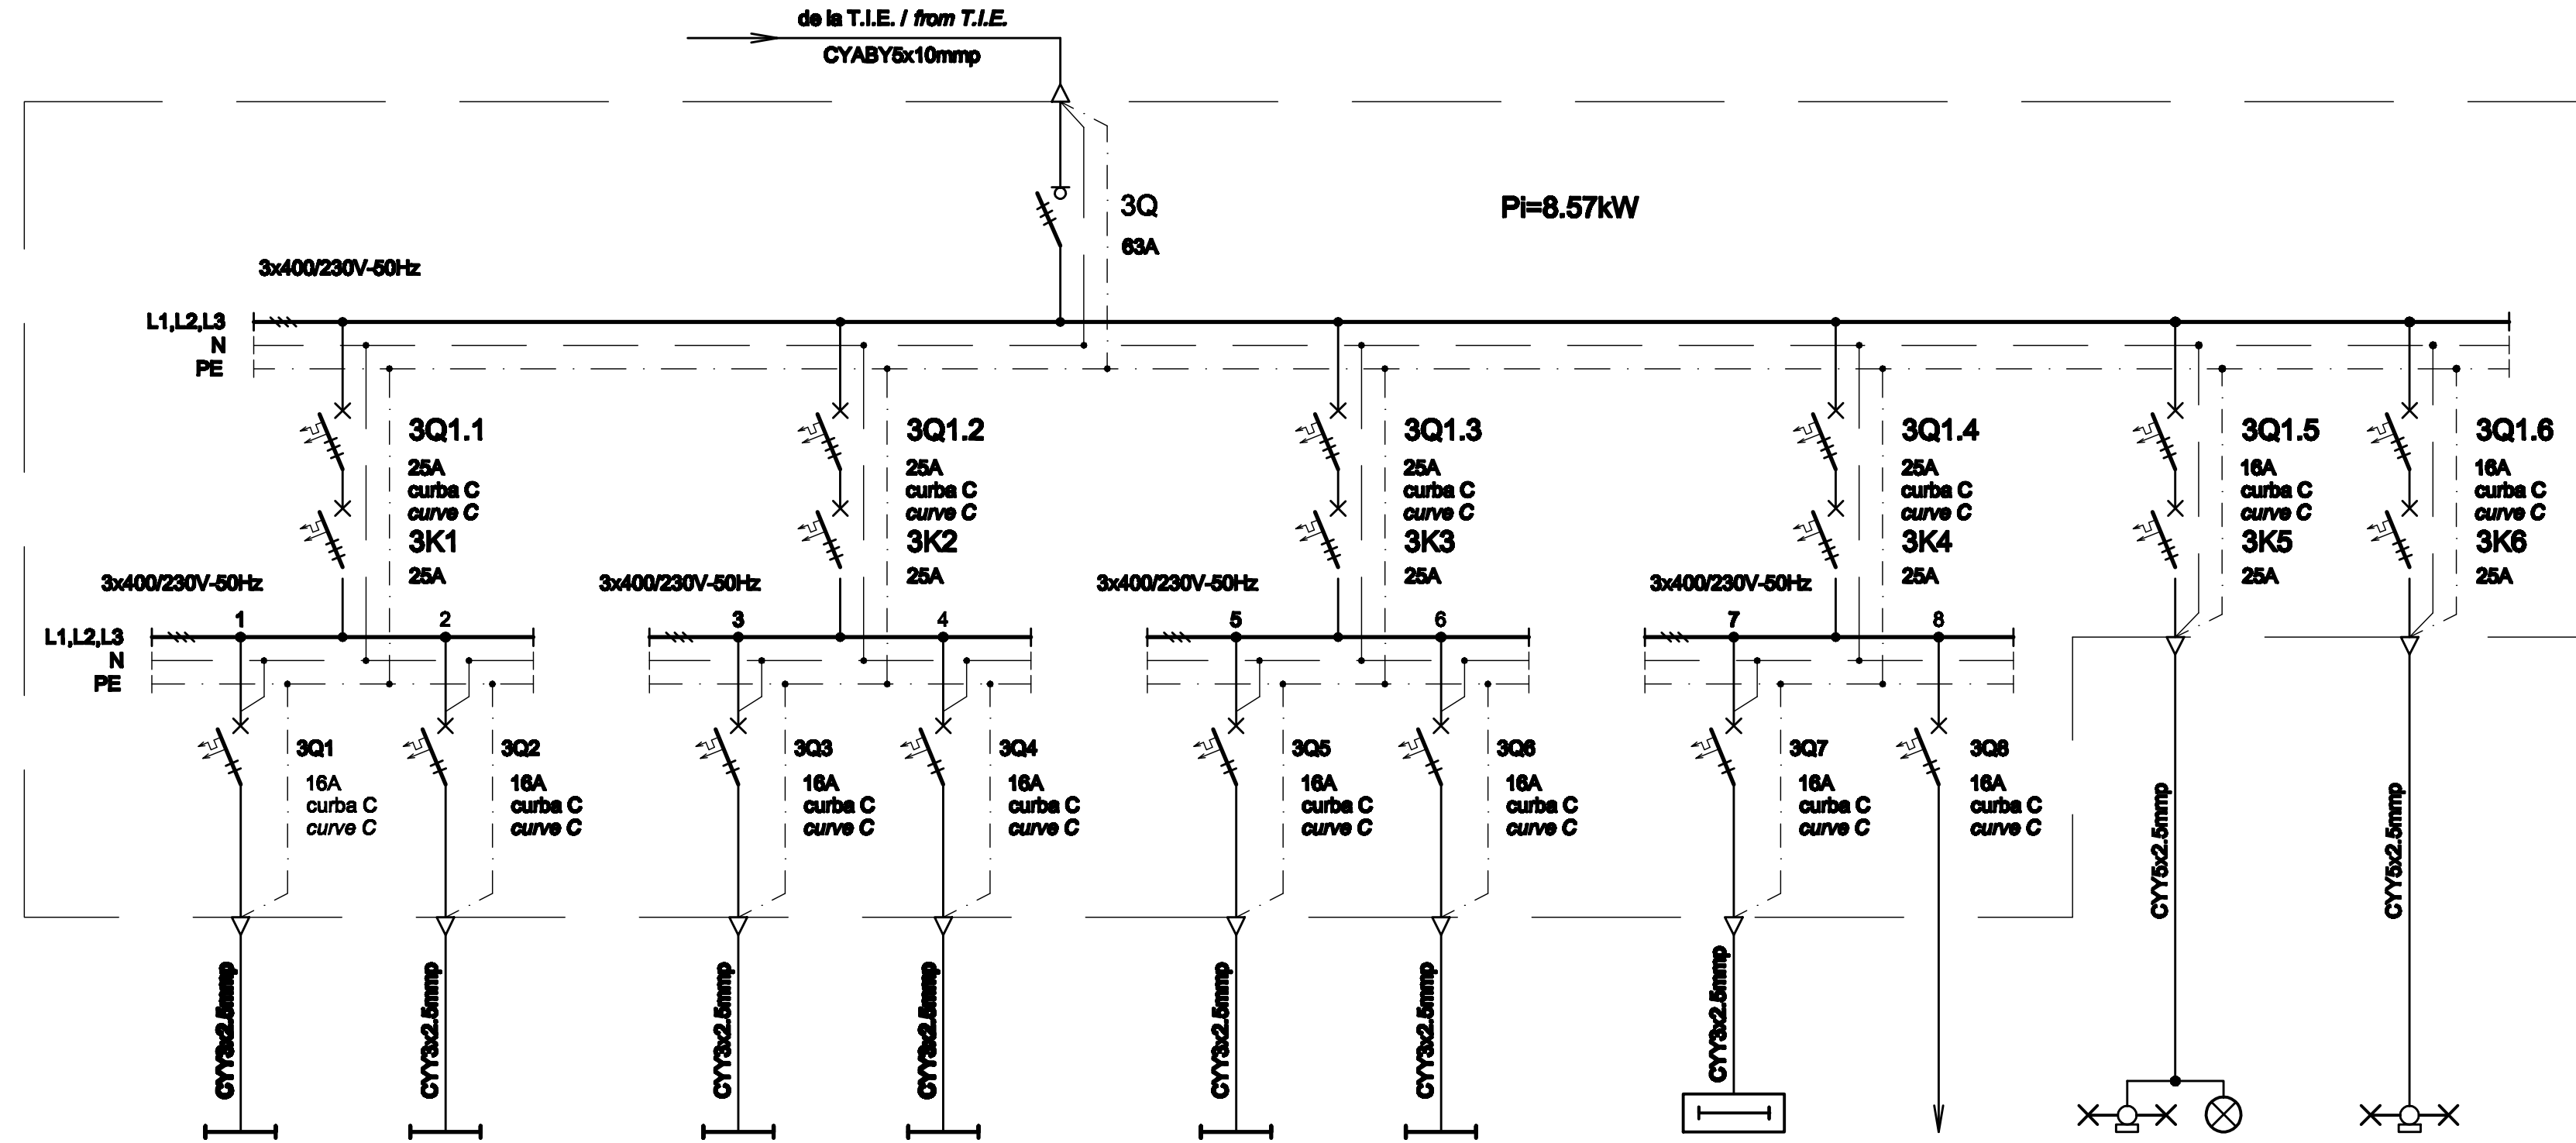 de la T.I.E. / from T.I.E.
CYABY5x10mmp
3Q
63A
Pi=8.57kW
3x400/230V-50Hz
L1,L2,L3
N
PE
3Q1.1
25A
curba C
curve C
3K1
25A
3Q1.2
25A
curba C
curve C
3K2
25A
3Q1.3
25A
curba C
curve C
3K3
25A
3Q1.4
25A
curba C
curve C
3K4
25A
3Q1.5
16A
curba C
curve C
3K5
25A
3Q1.6
16A
curba C
curve C
3K6
25A
3x400/230V-50Hz
3x400/230V-50Hz
3x400/230V-50Hz
3x400/230V-50Hz
L1,L2,L3
N
PE
1
2
3
4
5
6
7
8
3Q1
16A
curba C
curve C
3Q2
16A
curba C
curve C
3Q3
16A
curba C
curve C
3Q4
16A
curba C
curve C
3Q5
16A
curba C
curve C
3Q6
16A
curba C
curve C
3Q7
16A
curba C
curve C
3Q8
16A
curba C
curve C
CYY3x2.5mmp
CYY3x2.5mmp
CYY3x2.5mmp
CYY3x2.5mmp
CYY3x2.5mmp
CYY3x2.5mmp
CYY3x2.5mmp
CYY5x2.5mmp
CYY5x2.5mmp